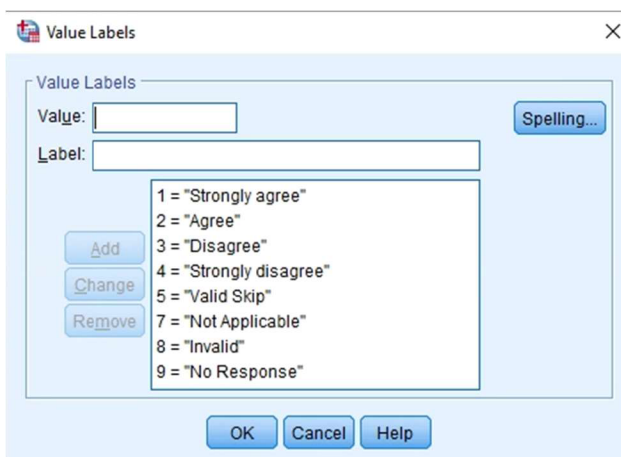 Value Labels
Value Labels
Value:
Spelling...
Label:
1 = "Strongly agree"
2 = "Agree"
3 = "Disagree"
4 = "Strongly disagree"
5 = "Valid Skip"
7 = "Not Applicable"
8 = "Invalid"
9 = "No Response"
Add
Change
Remove
OK Cancel Help